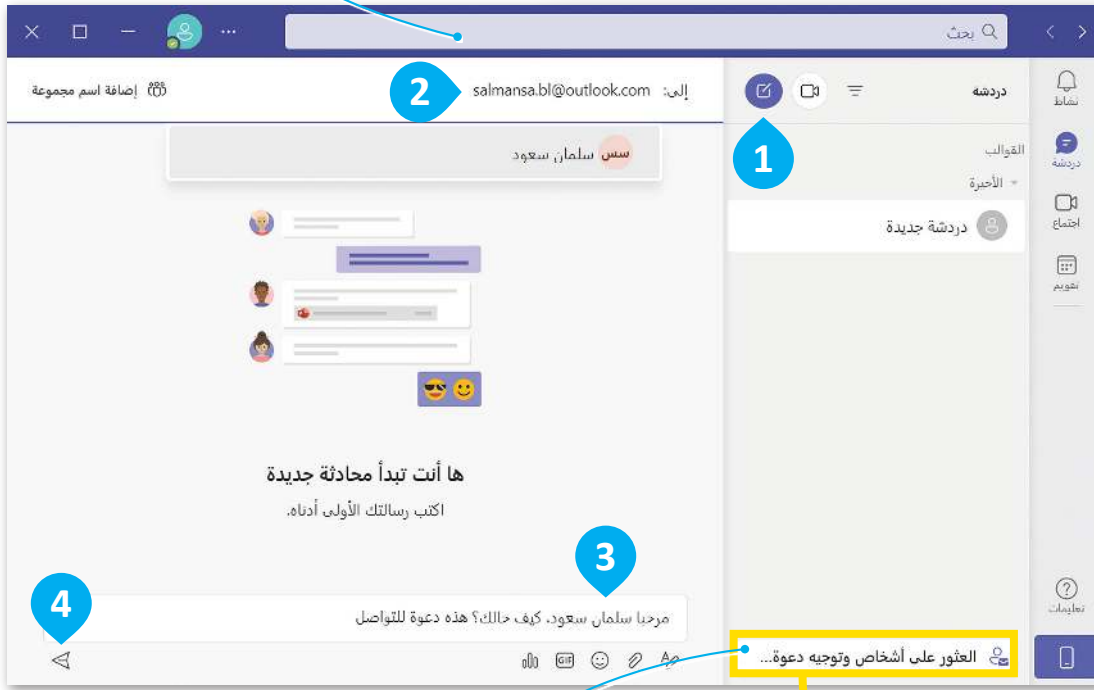 بحث
نشاط
دردشة
اجتماع
تقويم
تعليمات
دردشة
1
القوالب
الأخيرة
دردشة جديدة
العثور على أشخاص وتوجيه دعوة...
إلى: salmansa.bl@outlook.com
2
إضافة اسم مجموعة
سس سلمان سعود
ها أنت تبدأ محادثة جديدة
اكتب رسالتك الأولى أدناه.
3
مرحبا سلمان سعود، كيف حالك؟ هذه دعوة للتواصل
4
GIF